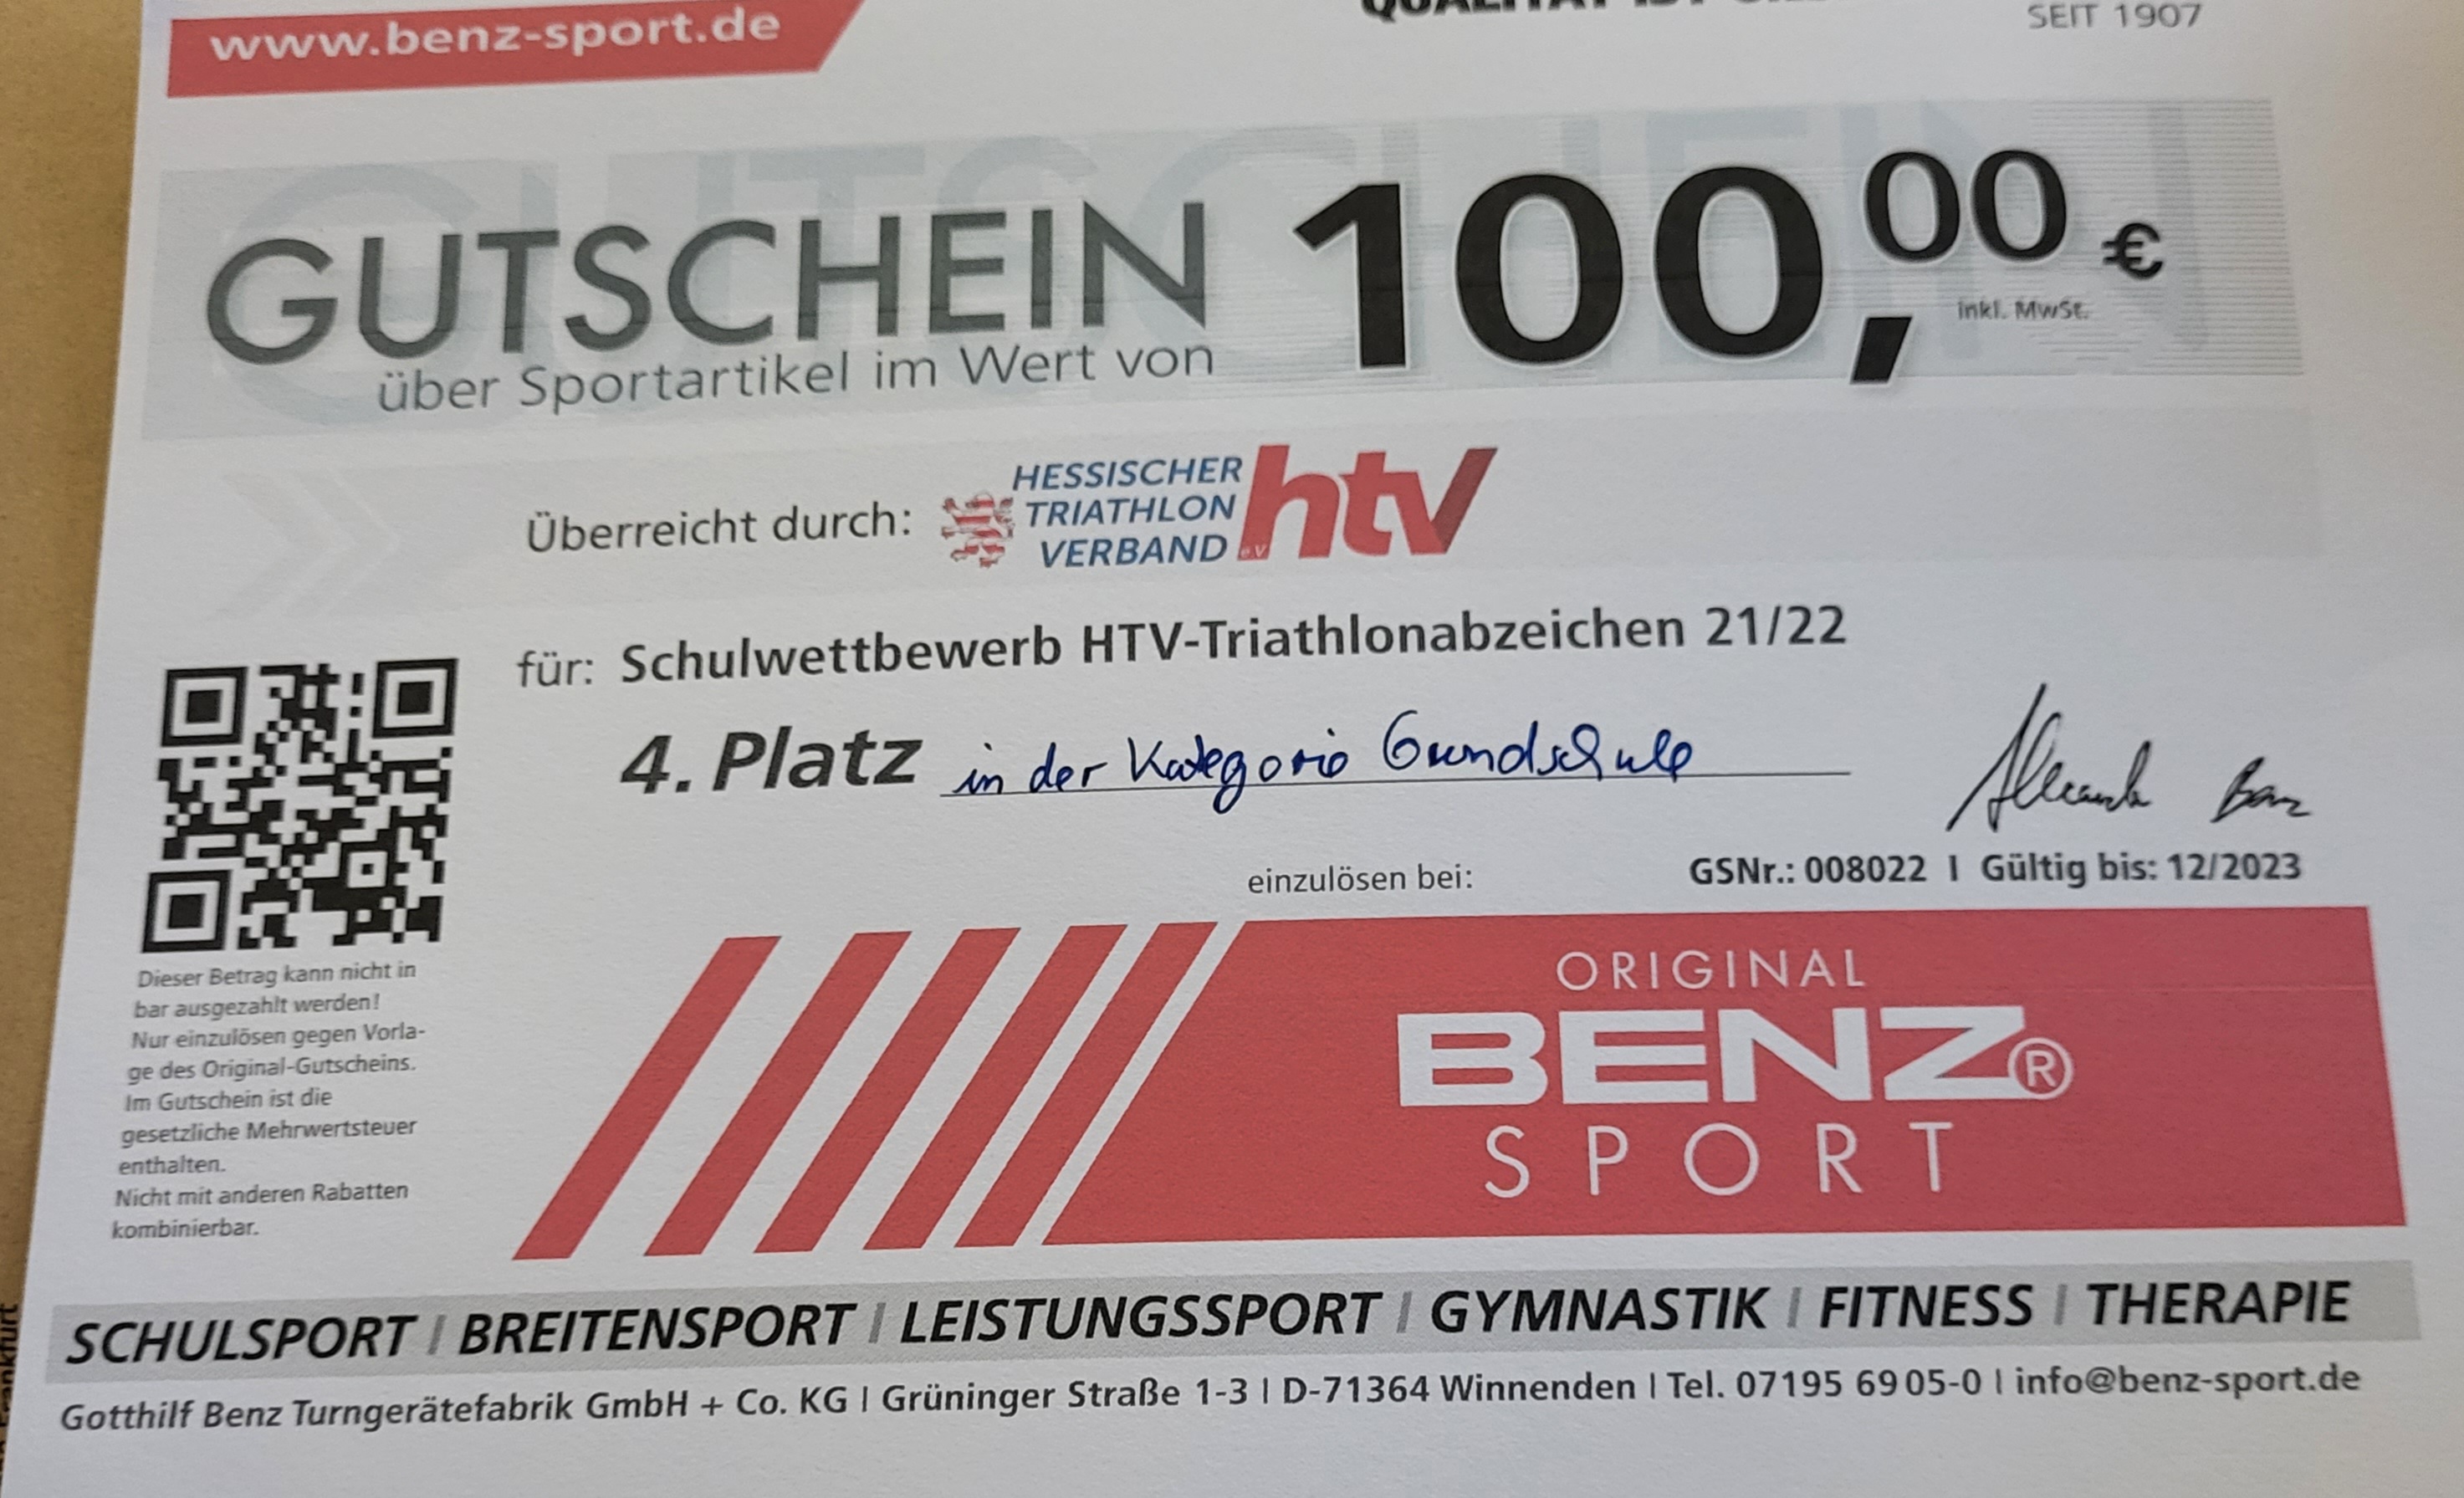 www.benz-sport.de
SEIT 1907
GUTSCHEIN 100,00 €
inkl. MwSt.
über Sportartikel im Wert von
Überreicht durch:
HESSISCHER
TRIATHLON
VERBAND e.V htv
für: Schulwettbewerb HTV-Triathlonabzeichen 21/22
4. Platz in der Kategorie Grundschule
einzulösen bei:
GSNr.: 008022 I Gültig bis: 12/2023
Dieser Betrag kann nicht in
bar ausgezahlt werden!
Nur einzulösen gegen Vorla-
ge des Original-Gutscheins.
Im Gutschein ist die
gesetzliche Mehrwertsteuer
enthalten.
Nicht mit anderen Rabatten
kombinierbar.
ORIGINAL
BENZ®
SPORT
SCHULSPORT / BREITENSPORT / LEISTUNGSSPORT / GYMNASTIK / FITNESS / THERAPIE
Gotthilf Benz Turngerätefabrik GmbH + Co. KG I Grüninger Straße 1-3 I D-71364 Winnenden I Tel. 07195 69 05-0 I info@benz-sport.de